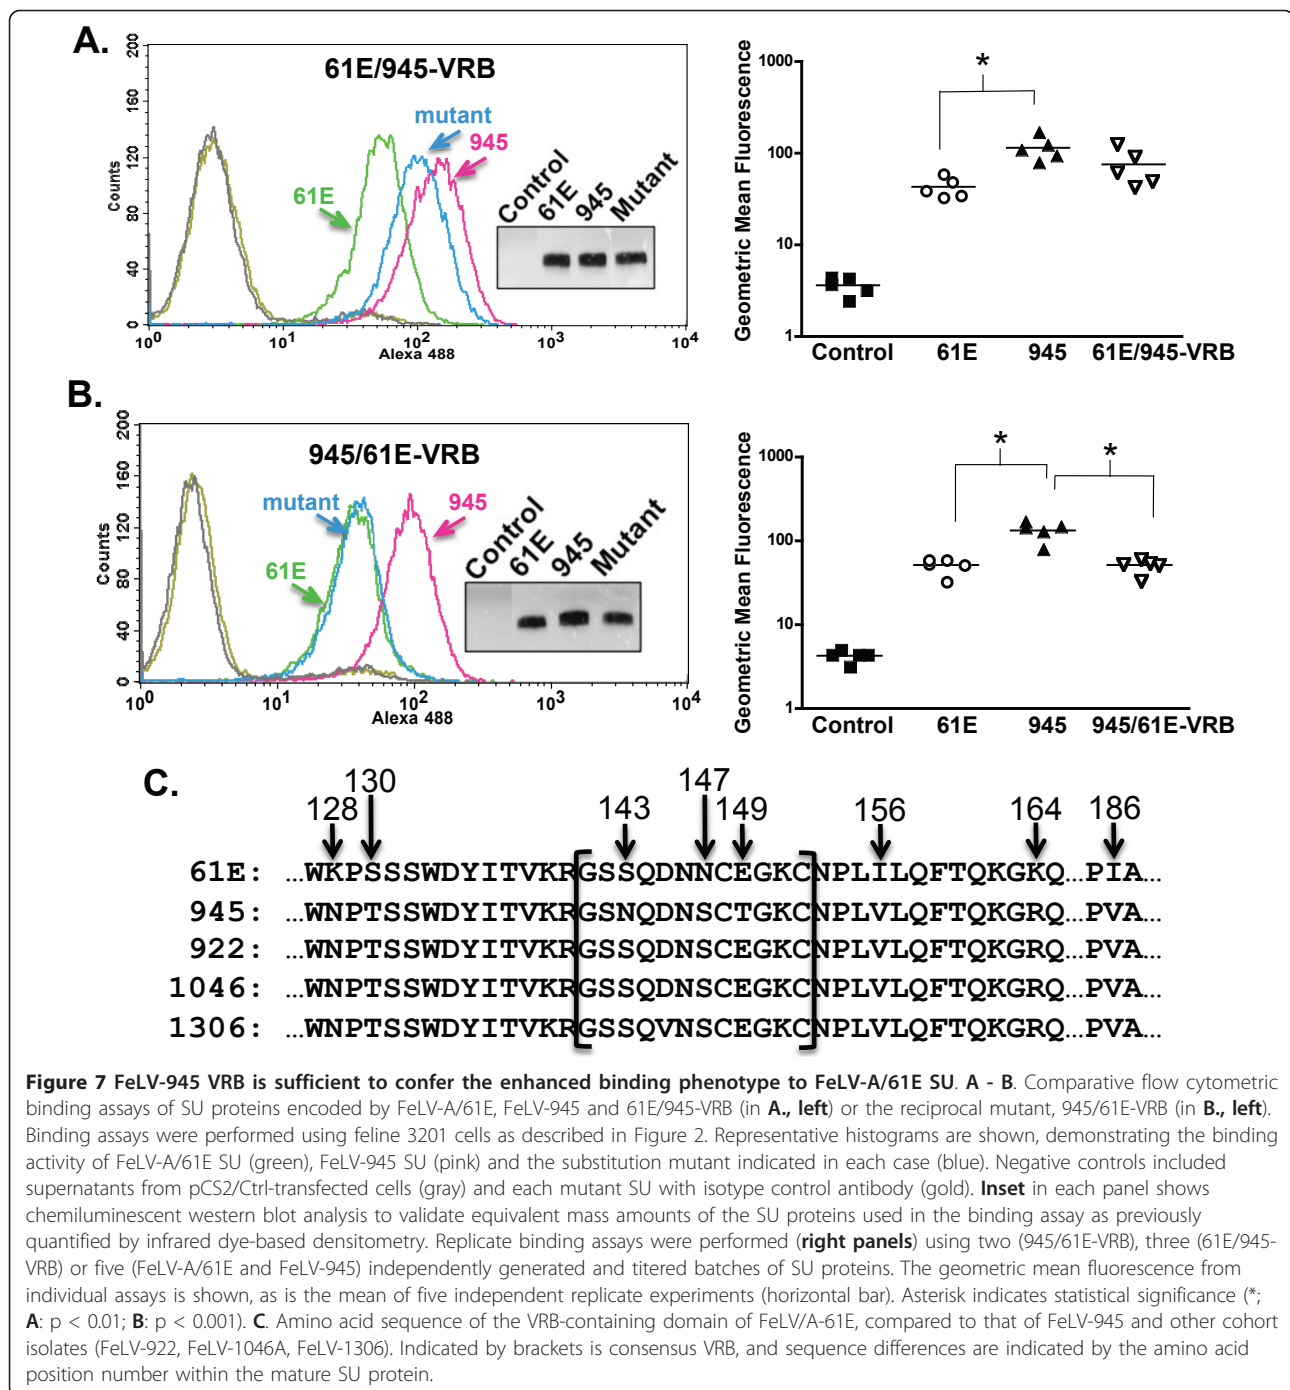 A.
61E/945-VRB
200
160
120
80
40
0
Counts
mutant
945
61E
Control
61E
945
Mutant
10^0 10^1 10^2 10^3 10^4
Alexa 488
Geometric Mean Fluorescence
1000
100
10
1
*
Control 61E 945 61E/945-VRB
B.
945/61E-VRB
200
160
120
80
40
0
Counts
mutant
945
61E
Control
61E
945
Mutant
10^0 10^1 10^2 10^3 10^4
Alexa 488
Geometric Mean Fluorescence
1000
100
10
1
* *
Control 61E 945 945/61E-VRB
C.
128 130 143 147 149 156 164 186
61E: ...WKPSSSWDYITVKRGSSQDNNCEGKCNPLILQFTQKGKQ...PIA...
945: ...WNPTSSWDYITVKRGSNQDNSCTGKCNPLVLQFTQKGRQ...PVA...
922: ...WNPTSSWDYITVKRGSSQDNSCEGKCNPLVLQFTQKGRQ...PVA...
1046: ...WNPTSSWDYITVKRGSSQDNSCEGKCNPLVLQFTQKGRQ...PVA...
1306: ...WNPTSSWDYITVKRGSSQVNSCEGKCNPLVLQFTQKGRQ...PVA...
Figure 7 FeLV-945 VRB is sufficient to confer the enhanced binding phenotype to FeLV-A/61E SU. A - B. Comparative flow cytometric
binding assays of SU proteins encoded by FeLV-A/61E, FeLV-945 and 61E/945-VRB (in A., left) or the reciprocal mutant, 945/61E-VRB (in B., left).
Binding assays were performed using feline 3201 cells as described in Figure 2. Representative histograms are shown, demonstrating the binding
activity of FeLV-A/61E SU (green), FeLV-945 SU (pink) and the substitution mutant indicated in each case (blue). Negative controls included
supernatants from pCS2/Ctrl-transfected cells (gray) and each mutant SU with isotype control antibody (gold). Inset in each panel shows
chemiluminescent western blot analysis to validate equivalent mass amounts of the SU proteins used in the binding assay as previously
quantified by infrared dye-based densitometry. Replicate binding assays were performed (right panels) using two (945/61E-VRB), three (61E/945-
VRB) or five (FeLV-A/61E and FeLV-945) independently generated and titered batches of SU proteins. The geometric mean fluorescence from
individual assays is shown, as is the mean of five independent replicate experiments (horizontal bar). Asterisk indicates statistical significance (*;
A: p < 0.01; B: p < 0.001). C. Amino acid sequence of the VRB-containing domain of FeLV/A-61E, compared to that of FeLV-945 and other cohort
isolates (FeLV-922, FeLV-1046A, FeLV-1306). Indicated by brackets is consensus VRB, and sequence differences are indicated by the amino acid
position number within the mature SU protein.